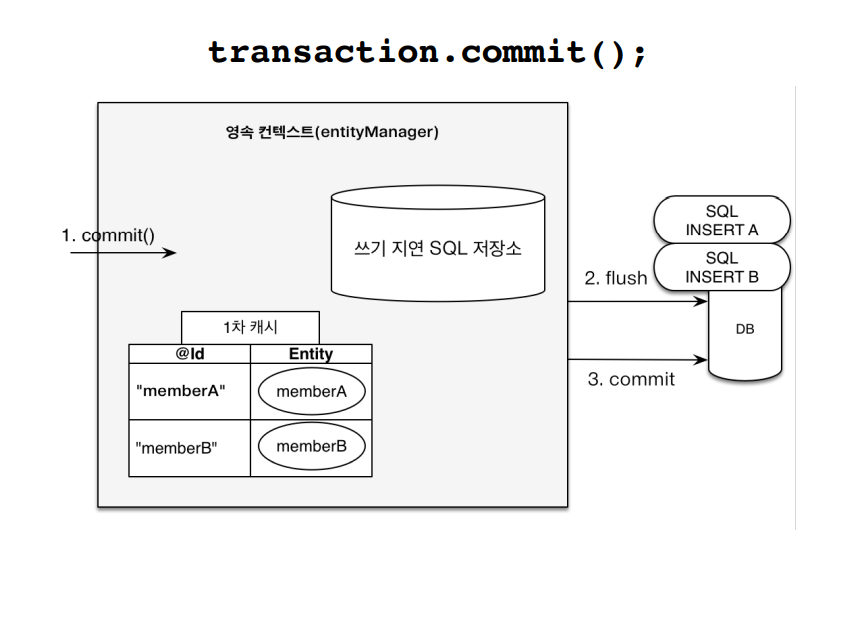 transaction.commit();
영속 컨텍스트(entityManager)
1. commit()
쓰기 지연 SQL 저장소
SQL
INSERT A
SQL
INSERT B
2. flush
DB
3. commit
1차 캐시
@Id Entity
"memberA" memberA
"memberB" memberB